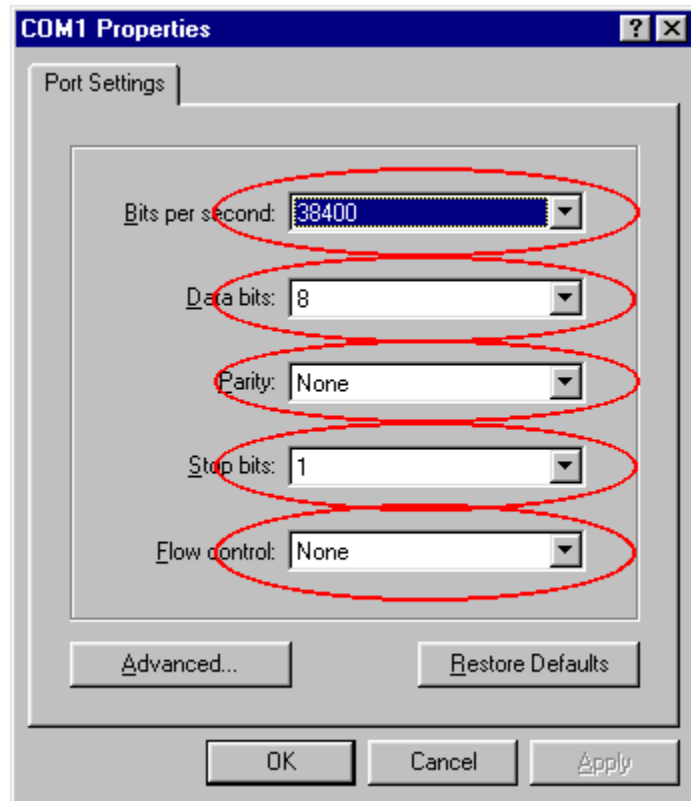 COM1 Properties
Port Settings
Bits per second: 38400
Data bits: 8
Parity: None
Stop bits: 1
Flow control: None
Advanced... Restore Defaults
OK Cancel Apply